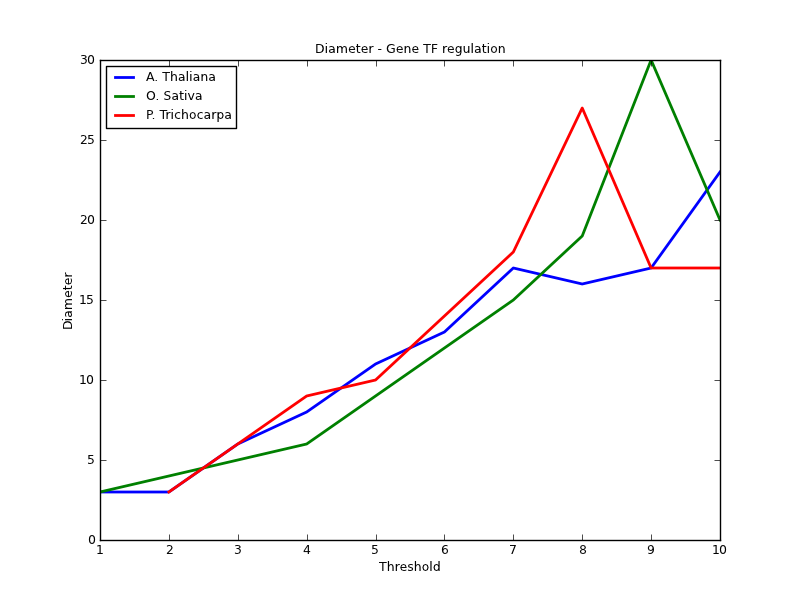 Diameter - Gene TF regulation
A. Thaliana
O. Sativa
P. Trichocarpa
30
25
20
15
10
5
0
Diameter
1 2 3 4 5 6 7 8 9 10
Threshold